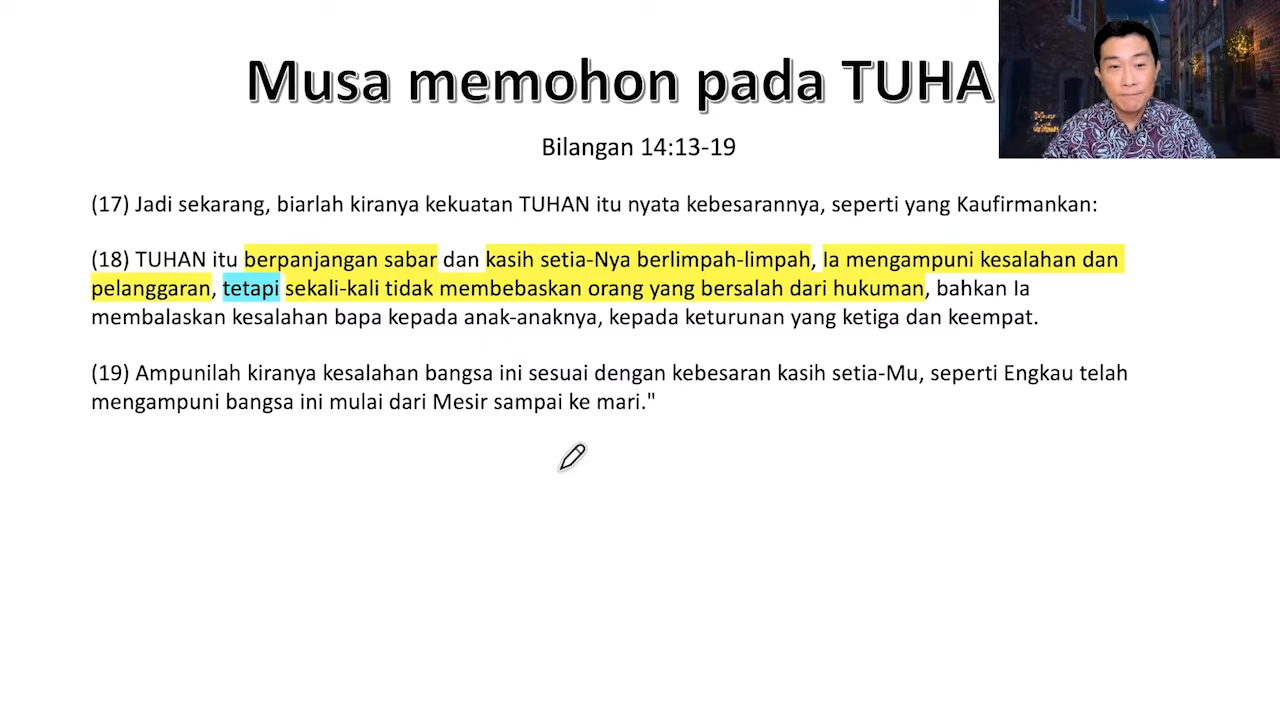 Musa memohon pada TUHA
Bilangan 14:13-19
(17) Jadi sekarang, biarlah kiranya kekuatan TUHAN itu nyata kebesarannya, seperti yang Kaufirmankan:
(18) TUHAN itu berpanjangan sabar dan kasih setia-Nya berlimpah-limpah, Ia mengampuni kesalahan dan
pelanggaran, tetapi sekali-kali tidak membebaskan orang yang bersalah dari hukuman, bahkan Ia
membalaskan kesalahan bapa kepada anak-anaknya, kepada keturunan yang ketiga dan keempat.
(19) Ampunilah kiranya kesalahan bangsa ini sesuai dengan kebesaran kasih setia-Mu, seperti Engkau telah
mengampuni bangsa ini mulai dari Mesir sampai ke mari."